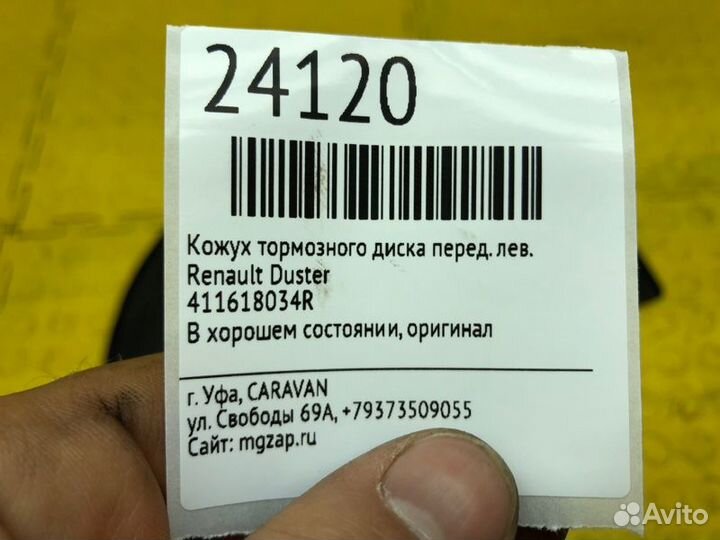 24120
Кожух тормозного диска перед. лев.
Renault Duster
411618034R
В хорошем состоянии, оригинал
г. Уфа, CARAVAN
ул. Свободы 69А, +79373509055
Сайт: mgzap.ru
Avito